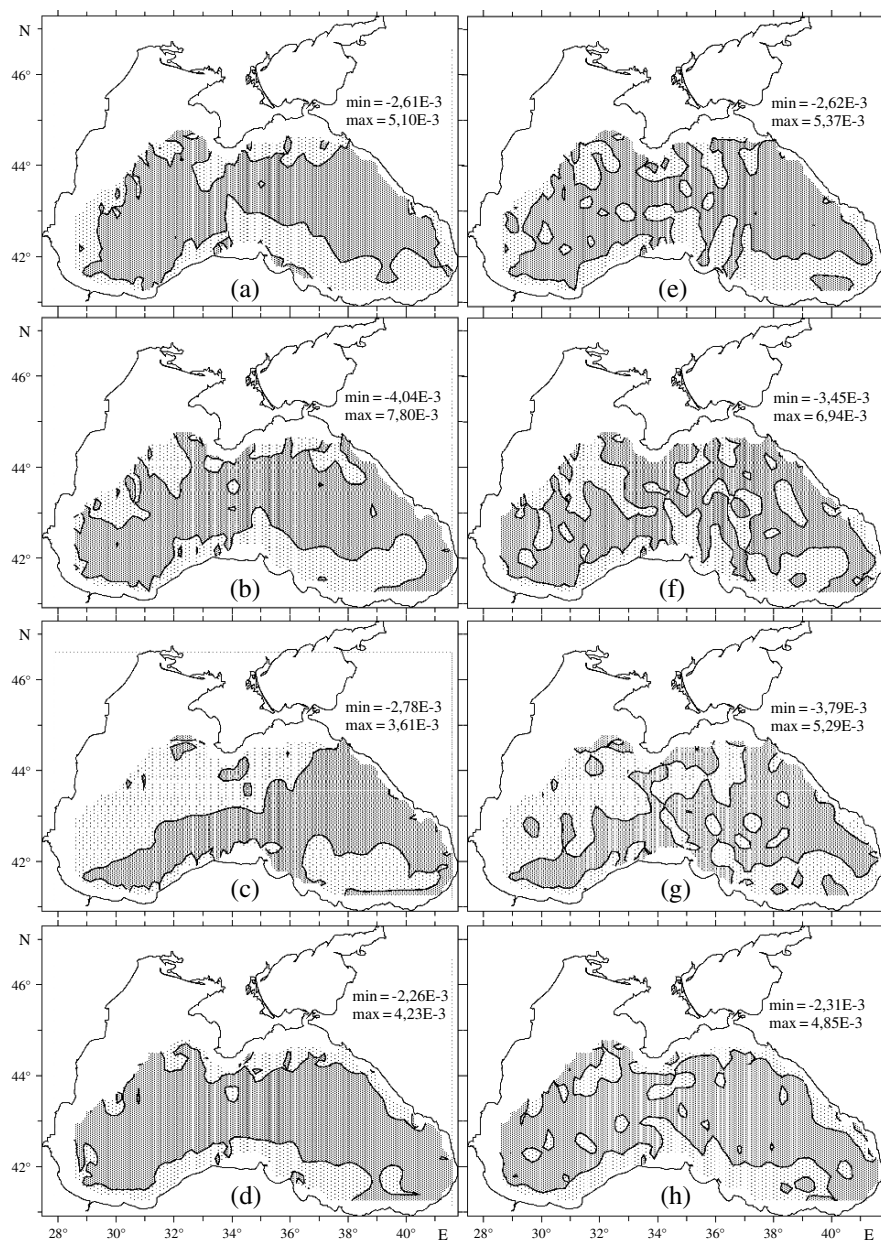 N
46°
44°
42°
min = -2,61E-3
max = 5,10E-3
(a)
min = -2,62E-3
max = 5,37E-3
(e)
N
46°
44°
42°
min = -4,04E-3
max = 7,80E-3
(b)
min = -3,45E-3
max = 6,94E-3
(f)
N
46°
44°
42°
min = -2,78E-3
max = 3,61E-3
(c)
min = -3,79E-3
max = 5,29E-3
(g)
N
46°
44°
42°
min = -2,26E-3
max = 4,23E-3
(d)
min = -2,31E-3
max = 4,85E-3
(h)
28° 30° 32° 34° 36° 38° 40° E
28° 30° 32° 34° 36° 38° 40° E